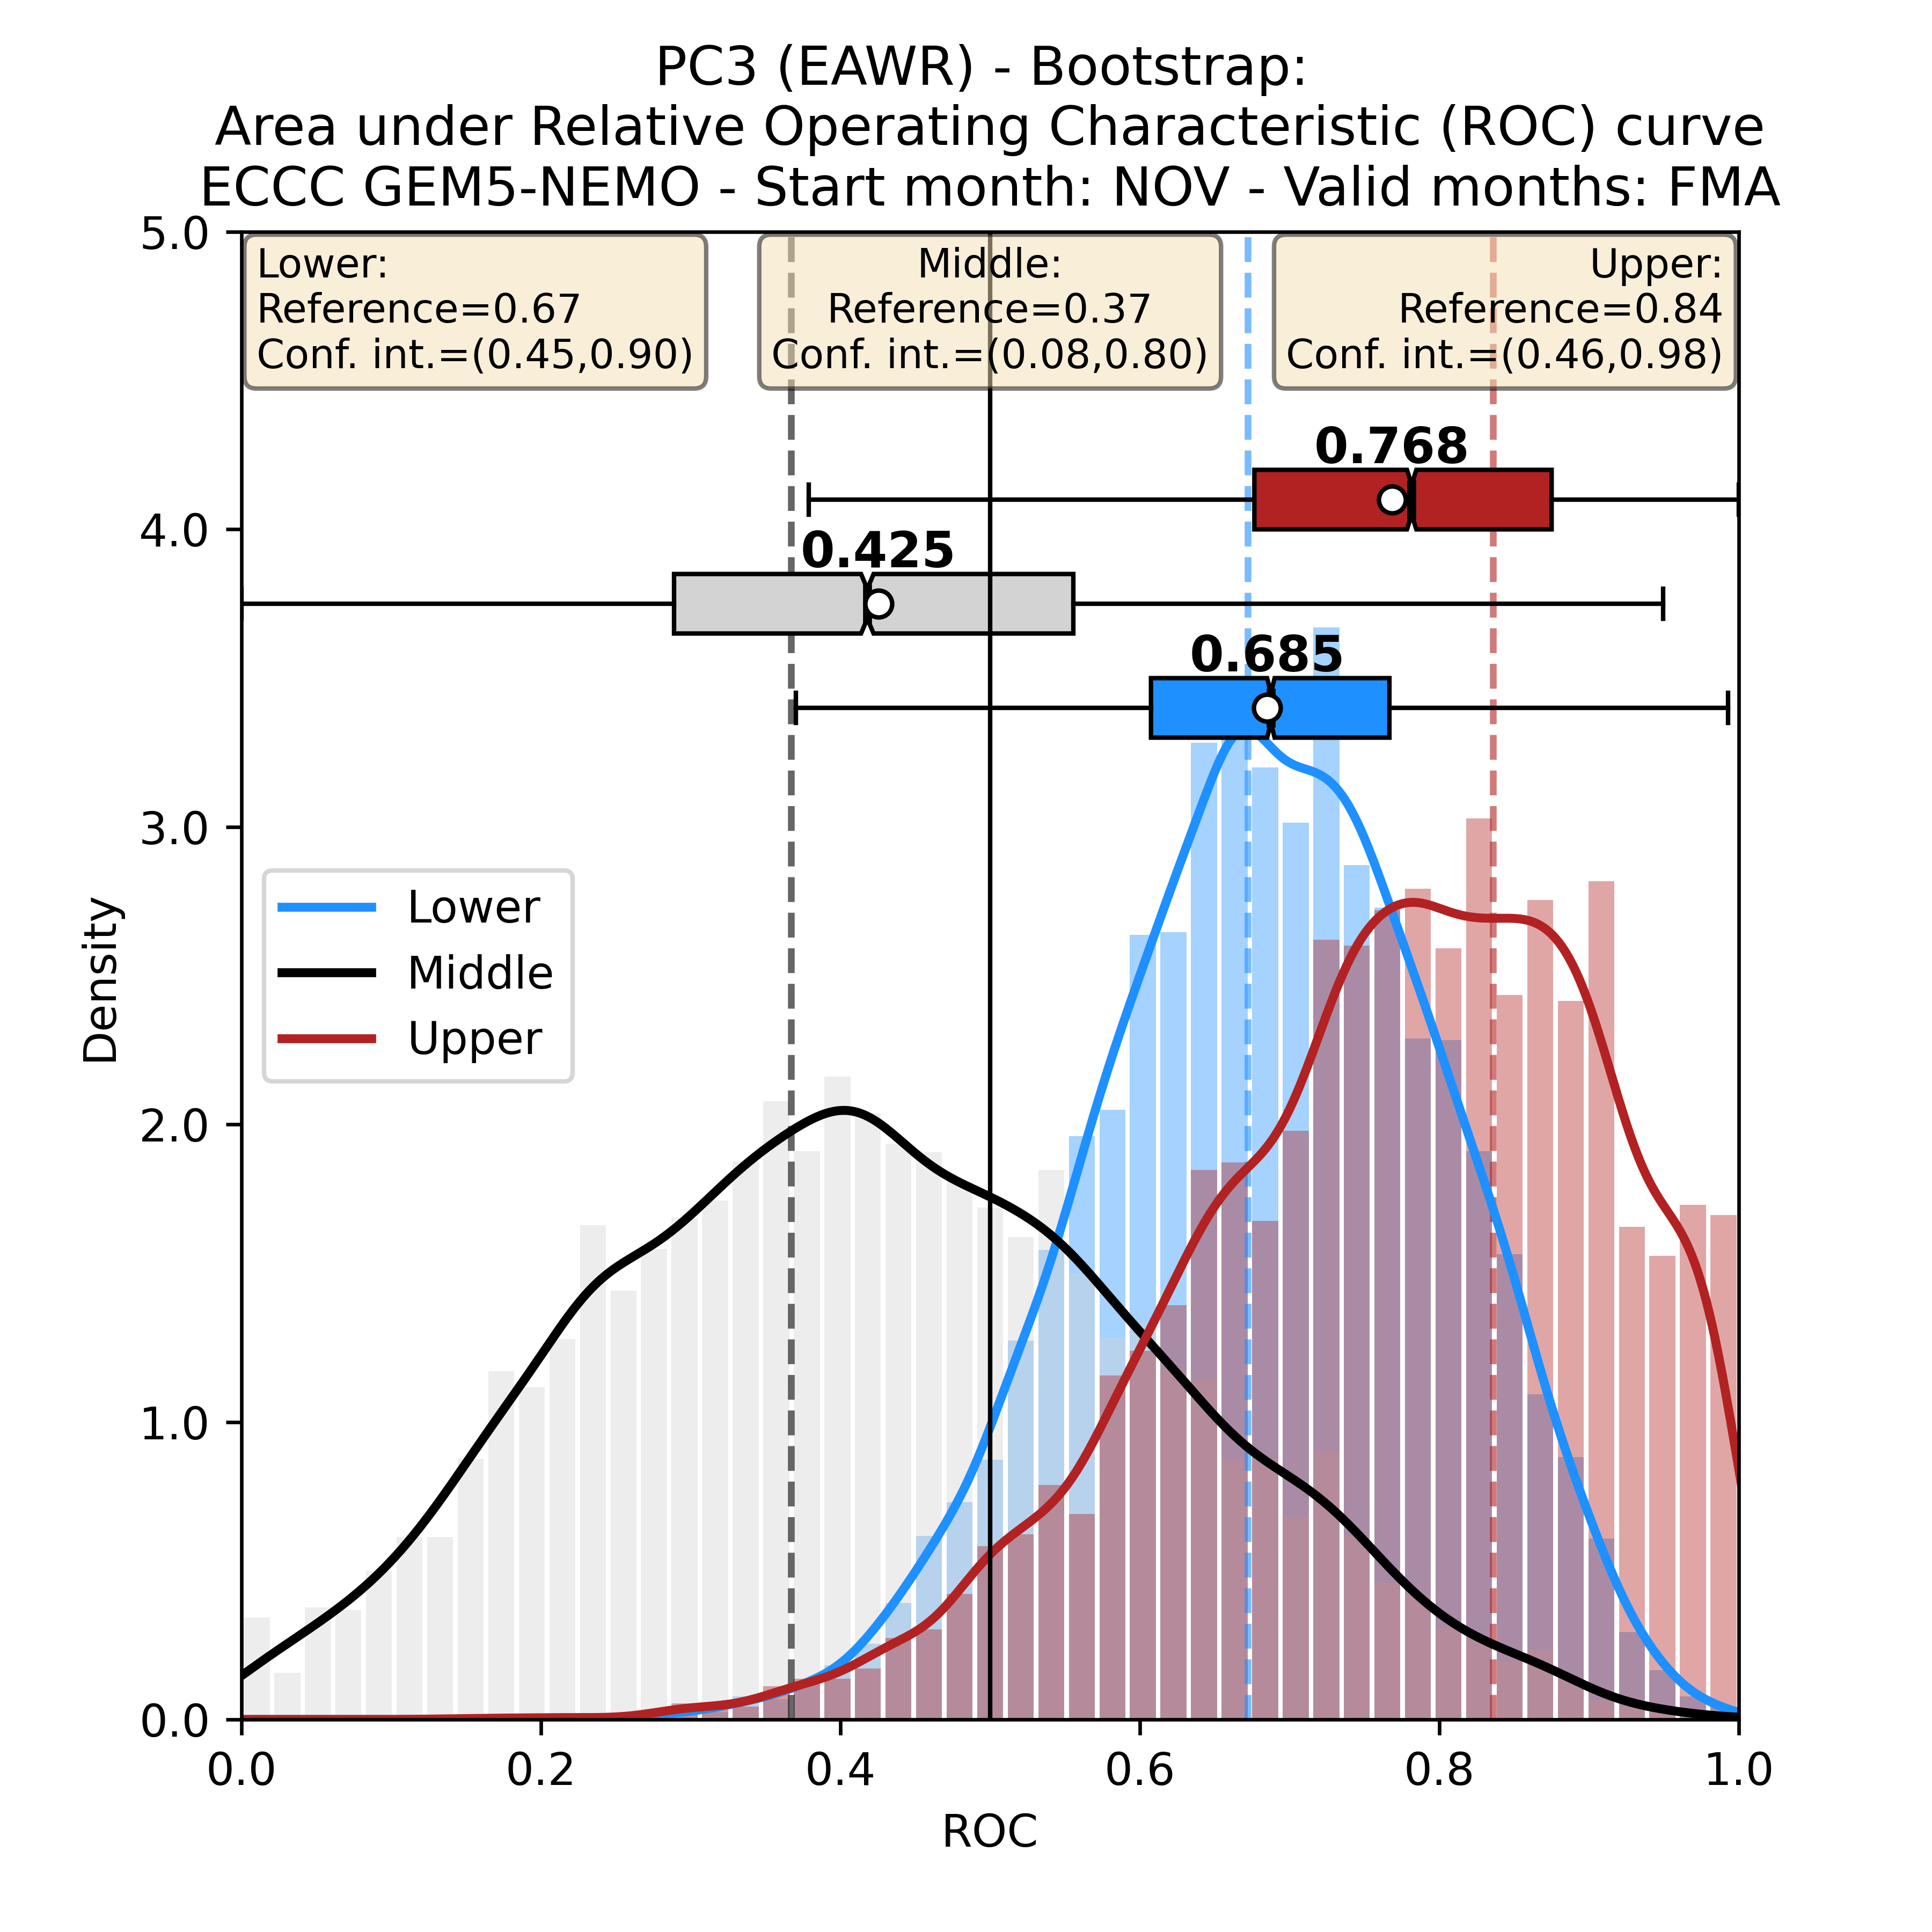 PC3 (EAWR) - Bootstrap:
Area under Relative Operating Characteristic (ROC) curve
ECCC GEM5-NEMO - Start month: NOV - Valid months: FMA
Lower:
Reference=0.67
Conf. int.=(0.45,0.90)
Middle:
Reference=0.37
Conf. int.=(0.08,0.80)
Upper:
Reference=0.84
Conf. int.=(0.46,0.98)
0.768
0.425
0.685
Lower
Middle
Upper
Density
5.0
4.0
3.0
2.0
1.0
0.0
0.0
0.2
0.4
0.6
0.8
1.0
ROC